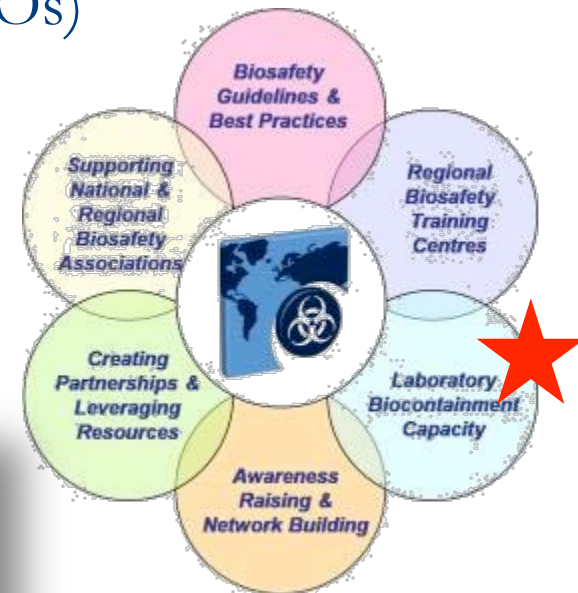 Os)
Biosafety
Guidelines &
Best Practices
Supporting
National &
Regional
Biosafety
Associations
Regional
Biosafety
Training
Centres
Creating
Partnerships &
Leveraging
Resources
Laboratory
Biocontainment
Capacity
Awareness
Raising &
Network Building